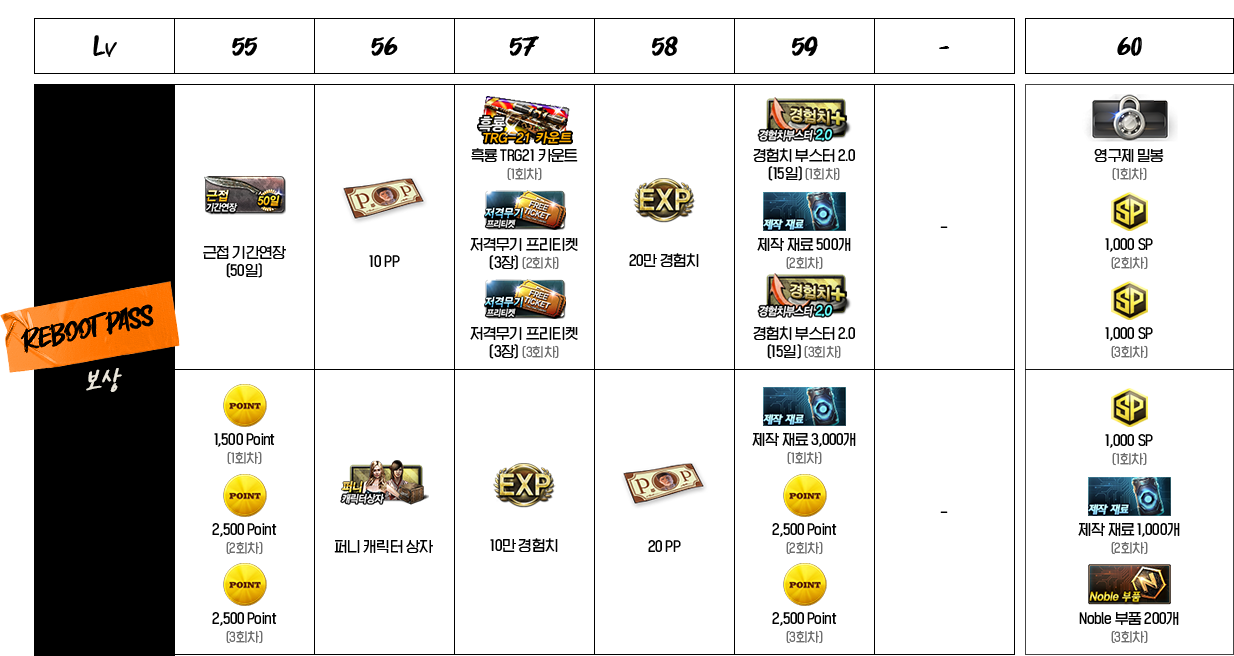 Lv 55 56 57 58 59 - 60
REBOOT PASS
보상
근접
기간연장
50일
근접 기간연장
(50일)
P O P
10 PP
흑룡
TRG-21 카운트
흑룡 TRG21 카운트
(1회차)
저격무기
프리티켓
FREE
TICKET
저격무기 프리티켓
(3장) (2회차)
저격무기
프리티켓
FREE
TICKET
저격무기 프리티켓
(3장) (3회차)
EXP
20만 경험치
경험치+
경험치부스터 2.0
경험치 부스터 2.0
(15일) (1회차)
제작 재료
제작 재료 500개
(2회차)
경험치+
경험치부스터 2.0
경험치 부스터 2.0
(15일) (3회차)
-
영구제 밀봉
(1회차)
SP
1,000 SP
(2회차)
SP
1,000 SP
(3회차)
POINT
1,500 Point
(1회차)
POINT
2,500 Point
(2회차)
POINT
2,500 Point
(3회차)
퍼니
캐릭터상자
퍼니 캐릭터 상자
EXP
10만 경험치
P O P
20 PP
제작 재료
제작 재료 3,000개
(1회차)
POINT
2,500 Point
(2회차)
POINT
2,500 Point
(3회차)
-
SP
1,000 SP
(1회차)
제작 재료
제작 재료 1,000개
(2회차)
N
Noble 부품
Noble 부품 200개
(3회차)